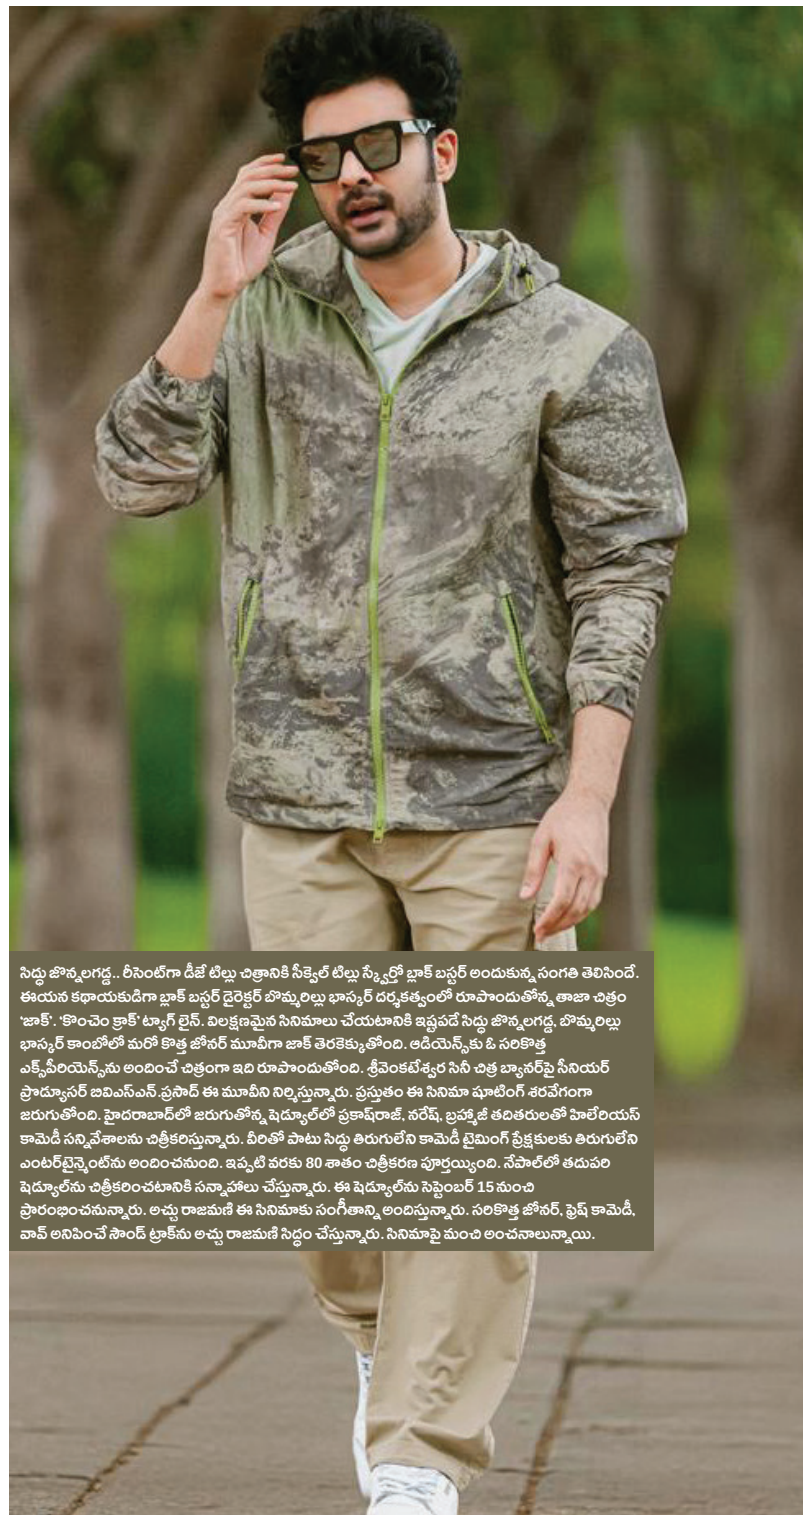 సిద్ధు జొన్నలగడ్డ.. రీసెంట్‌గా డీజే టిల్లు చిత్రానికి సీక్వెల్ టిల్లు స్క్వేర్‌తో బ్లాక్ బస్టర్ అందుకున్న సంగతి తెలిసిందే.
ఈయన కథాయకుడిగా బ్లాక్ బస్టర్ డైరెక్టర్ బొమ్మరిల్లు భాస్కర్ దర్శకత్వంలో రూపొందుతోన్న తాజా చిత్రం
‘జాక్’. ‘కొంచెం క్రాక్’ ట్యాగ్ లైన్. విలక్షణమైన సినిమాలు చేయటానికి ఇష్టపడే సిద్ధు జొన్నలగడ్డ, బొమ్మరిల్లు
భాస్కర్ కాంబోలో మరో కొత్త జోనర్ మూవీగా జాక్ తెరకెక్కుతోంది. ఆడియెన్స్‌కు ఓ సరికొత్త
ఎక్స్‌పీరియెన్స్‌ను అందించే చిత్రంగా ఇది రూపొందుతోంది. శ్రీవెంకటేశ్వర సినీ చిత్ర బ్యానర్‌పై సీనియర్
ప్రొడ్యూసర్ బివిఎస్ఎన్.ప్రసాద్ ఈ మూవీని నిర్మిస్తున్నారు. ప్రస్తుతం ఈ సినిమా షూటింగ్ శరవేగంగా
జరుగుతోంది. హైదరాబాద్‌లో జరుగుతోన్న షెడ్యూల్‌లో ప్రకాష్‌రాజ్, నరేష్, బ్రహ్మాజీ తదితరులతో హిలేరియస్
కామెడీ సన్నివేశాలను చిత్రీకరిస్తున్నారు. వీరితో పాటు సిద్ధు తిరుగులేని కామెడీ టైమింగ్ ప్రేక్షకులకు తిరుగులేని
ఎంటర్‌టైన్మెంట్‌ను అందించనుంది. ఇప్పటి వరకు 80 శాతం చిత్రీకరణ పూర్తయ్యింది. నేపాల్‌లో తదుపరి
షెడ్యూల్‌ను చిత్రీకరించటానికి సన్నాహాలు చేస్తున్నారు. ఈ షెడ్యూల్‌ను సెప్టెంబర్ 15 నుంచి
ప్రారంభించనున్నారు. అచ్చు రాజమణి ఈ సినిమాకు సంగీతాన్ని అందిస్తున్నారు. సరికొత్త జోనర్, ఫ్రెష్ కామెడీ,
వావ్ అనిపించే సౌండ్ ట్రాక్‌ను అచ్చు రాజమణి సిద్ధం చేస్తున్నారు. సినిమాపై మంచి అంచనాలున్నాయి.